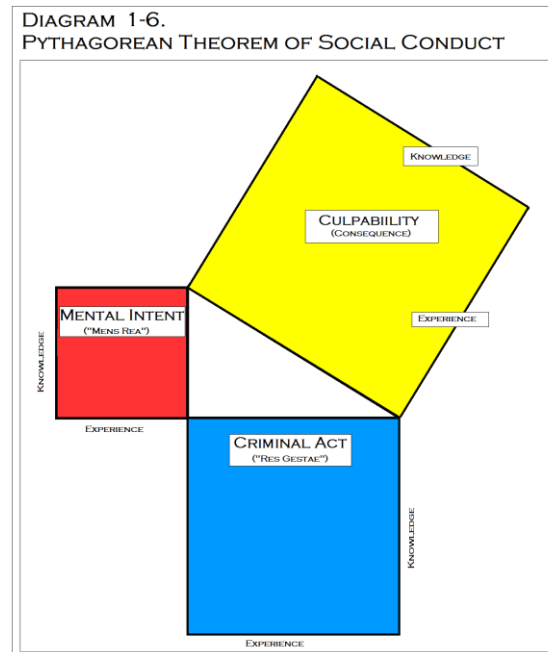 DIAGRAM 1-6.
PYTHAGOREAN THEOREM OF SOCIAL CONDUCT
KNOWLEDGE
CULPABIILITY
(CONSEQUENCE)
EXPERIENCE
MENTAL INTENT
("MENS REA")
KNOWLEDGE
EXPERIENCE
CRIMINAL ACT
("RES GESTAE")
KNOWLEDGE
EXPERIENCE